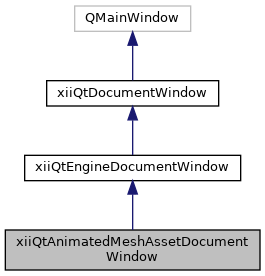 QMainWindow
xiiQtDocumentWindow
xiiQtEngineDocumentWindow
xiiQtAnimatedMeshAssetDocument
Window